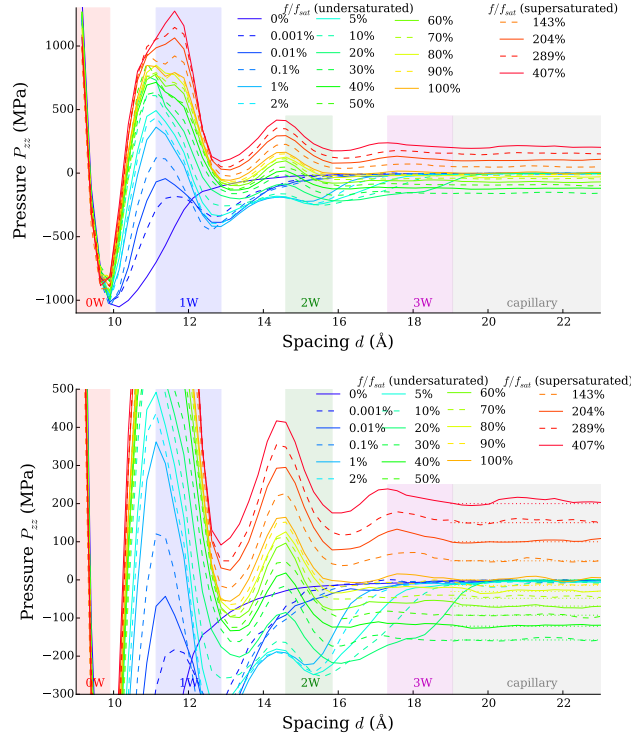 f/f_sat (undersaturated) f/f_sat (supersaturated)
0% 5% 60% 143%
0.001% 10% 70% 204%
0.01% 20% 80% 289%
0.1% 30% 90% 407%
1% 40% 100%
2% 50%
1000
500
0
−500
−1000
Pressure P_zz (MPa)
0W 1W 2W 3W capillary
10 12 14 16 18 20 22
Spacing d (Å)
f/f_sat (undersaturated) f/f_sat (supersaturated)
0% 5% 60% 143%
0.001% 10% 70% 204%
0.01% 20% 80% 289%
0.1% 30% 90% 407%
1% 40% 100%
2% 50%
500
400
300
200
100
0
−100
−200
−300
Pressure P_zz (MPa)
0W 1W 2W 3W capillary
10 12 14 16 18 20 22
Spacing d (Å)